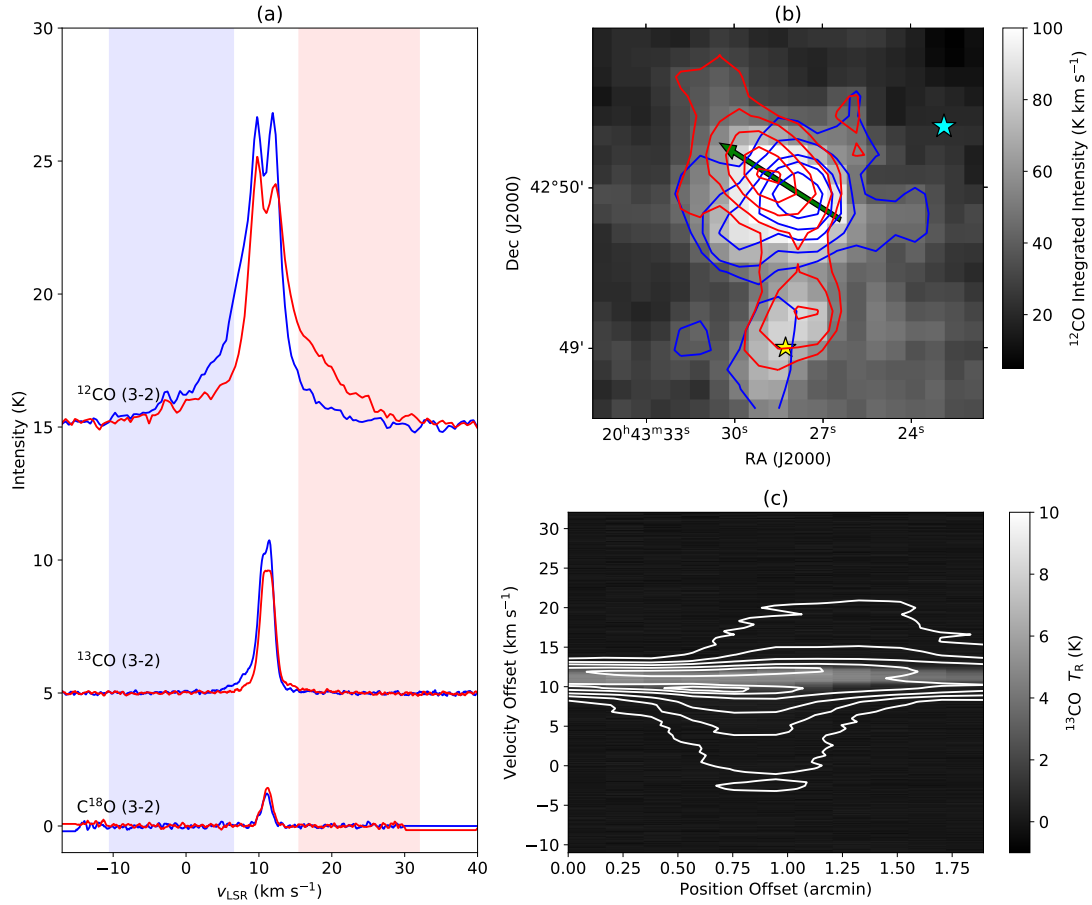 (a)
30
25
20
15
10
5
0
¹²CO (3-2)
¹³CO (3-2)
C¹⁸O (3-2)
Intensity (K)
−10 0 10 20 30 40
v_LSR (km s⁻¹)
(b)
42°50'
49'
Dec (J2000)
20ʰ43ᵐ33ˢ 30ˢ 27ˢ 24ˢ
RA (J2000)
100
80
60
40
20
¹²CO Integrated Intensity (K km s⁻¹)
(c)
30
25
20
15
10
5
0
−5
−10
Velocity Offset (km s⁻¹)
0.00 0.25 0.50 0.75 1.00 1.25 1.50 1.75
Position Offset (arcmin)
10
8
6
4
2
0
¹³CO T_R (K)